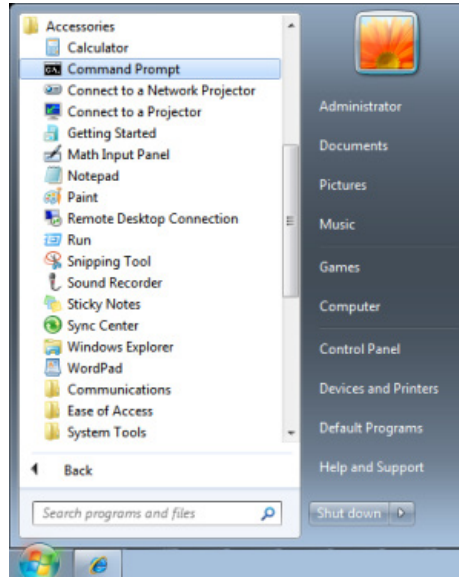 Accessories
Calculator
Command Prompt
Connect to a Network Projector
Connect to a Projector
Getting Started
Math Input Panel
Notepad
Paint
Remote Desktop Connection
Run
Snipping Tool
Sound Recorder
Sticky Notes
Sync Center
Windows Explorer
WordPad
Communications
Ease of Access
System Tools
Back
Search programs and files
Administrator
Documents
Pictures
Music
Games
Computer
Control Panel
Devices and Printers
Default Programs
Help and Support
Shut down